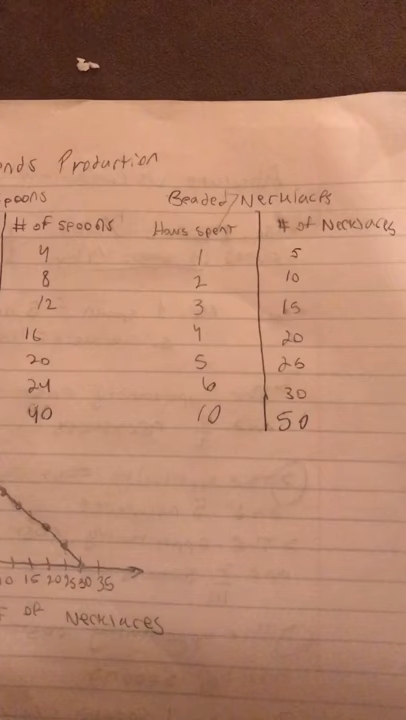 nds Production
poons Beaded Necklaces
# of spoons Hours spent # of Necklaces
4 1 5
8 2 10
12 3 15
16 4 20
20 5 25
24 6 30
40 10 50
0 15 20 25 30 35
# of Necklaces